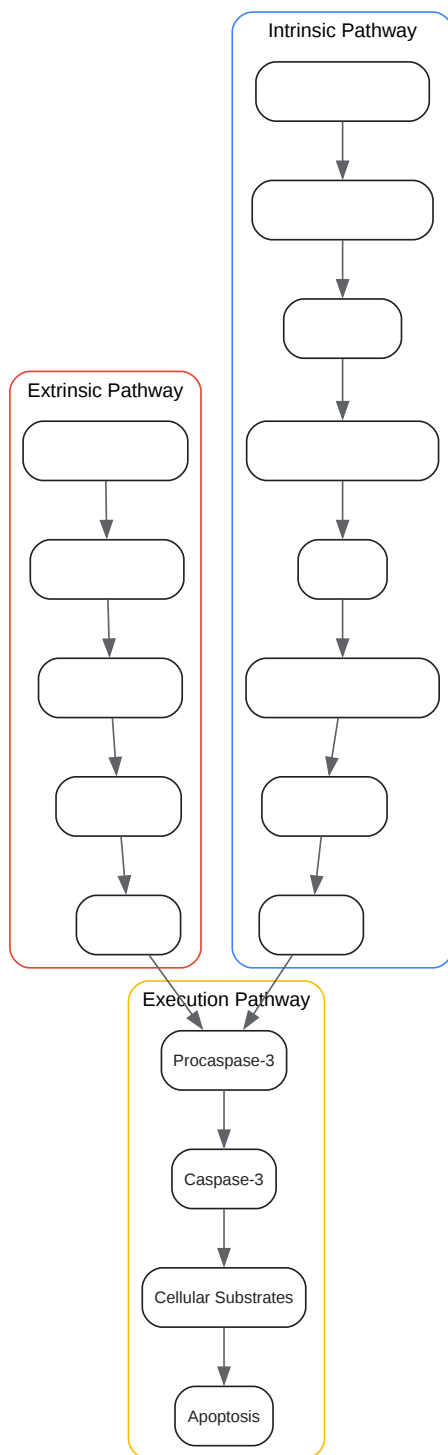 Intrinsic Pathway
Extrinsic Pathway
Execution Pathway
Procaspase-3
Caspase-3
Cellular Substrates
Apoptosis